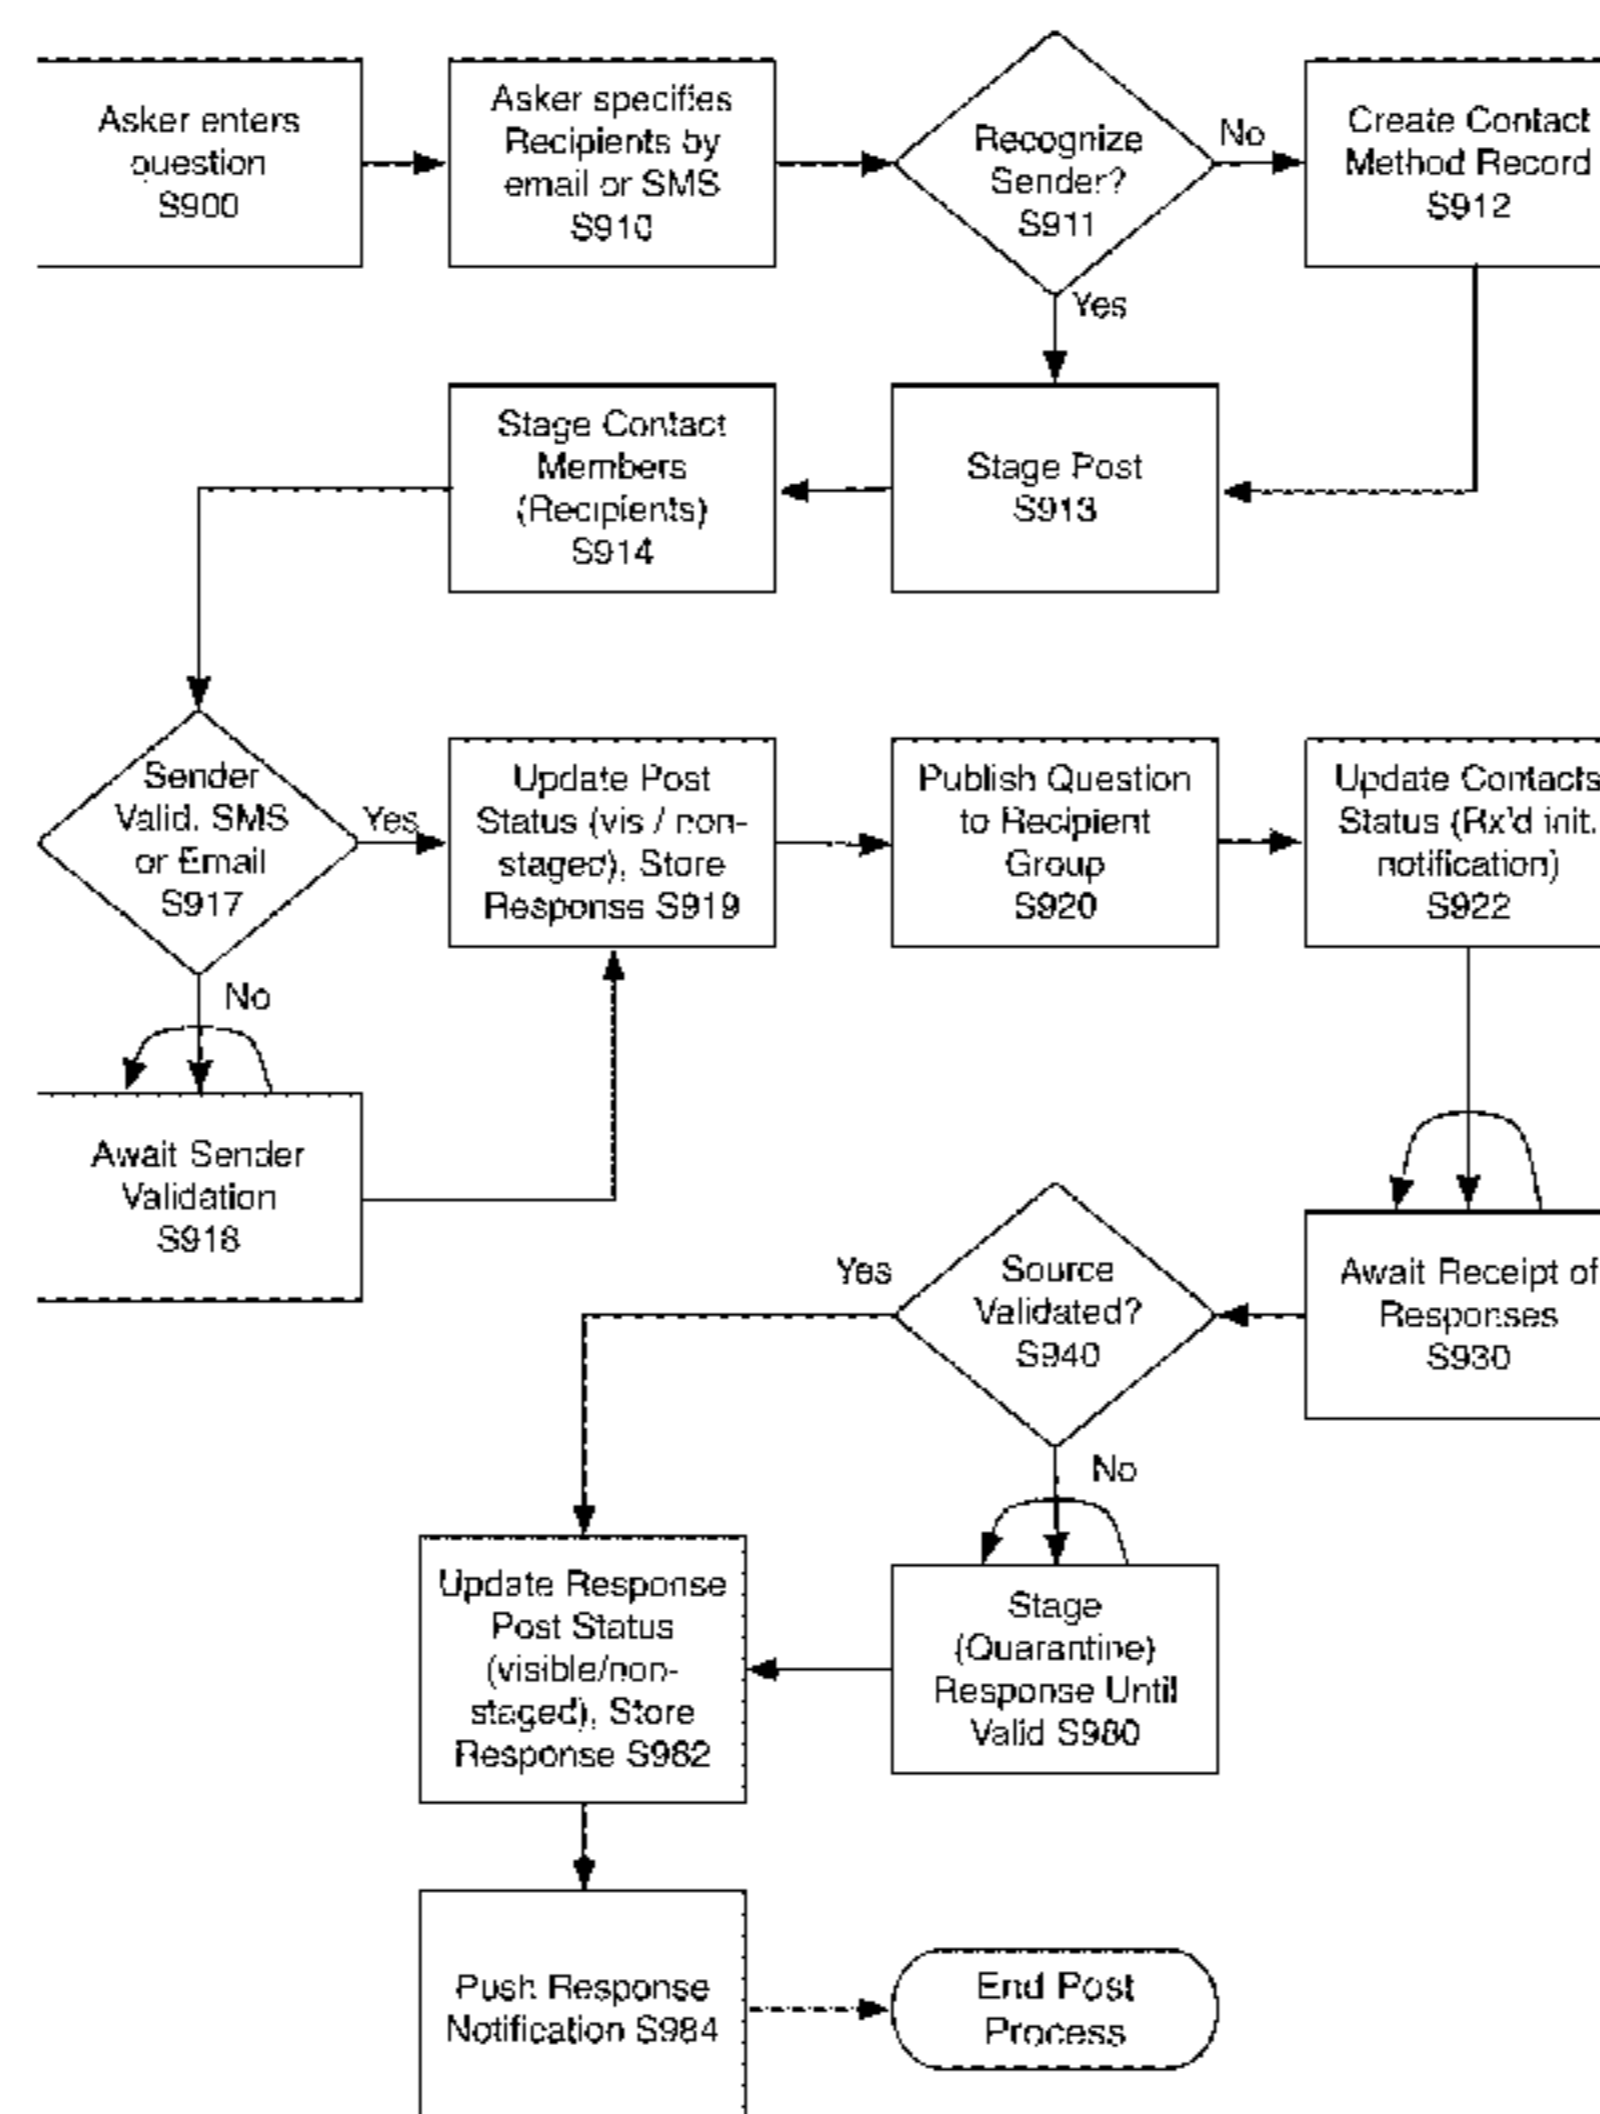 Asker enters
question
S900
Asker specifies
Recipients by
email or SMS
S910
Recognize
Sender?
S911
No
Create Contact
Method Record
S912
Yes
Stage Contact
Members
(Recipients)
S914
Stage Post
S913
Sender
Valid. SMS
or Email
S917
Yes
Update Post
Status (vis / non-
staged), Store
Response S919
Publish Question
to Recipient
Group
S920
Update Contacts
Status (Rx'd init.
notification)
S922
No
Await Sender
Validation
S918
Yes
Source
Validated?
S940
Await Receipt of
Responses
S930
No
Update Response
Post Status
(visible/non-
staged), Store
Response S982
Stage
(Quarantine)
Response Until
Valid S980
Push Response
Notification S984
End Post
Process